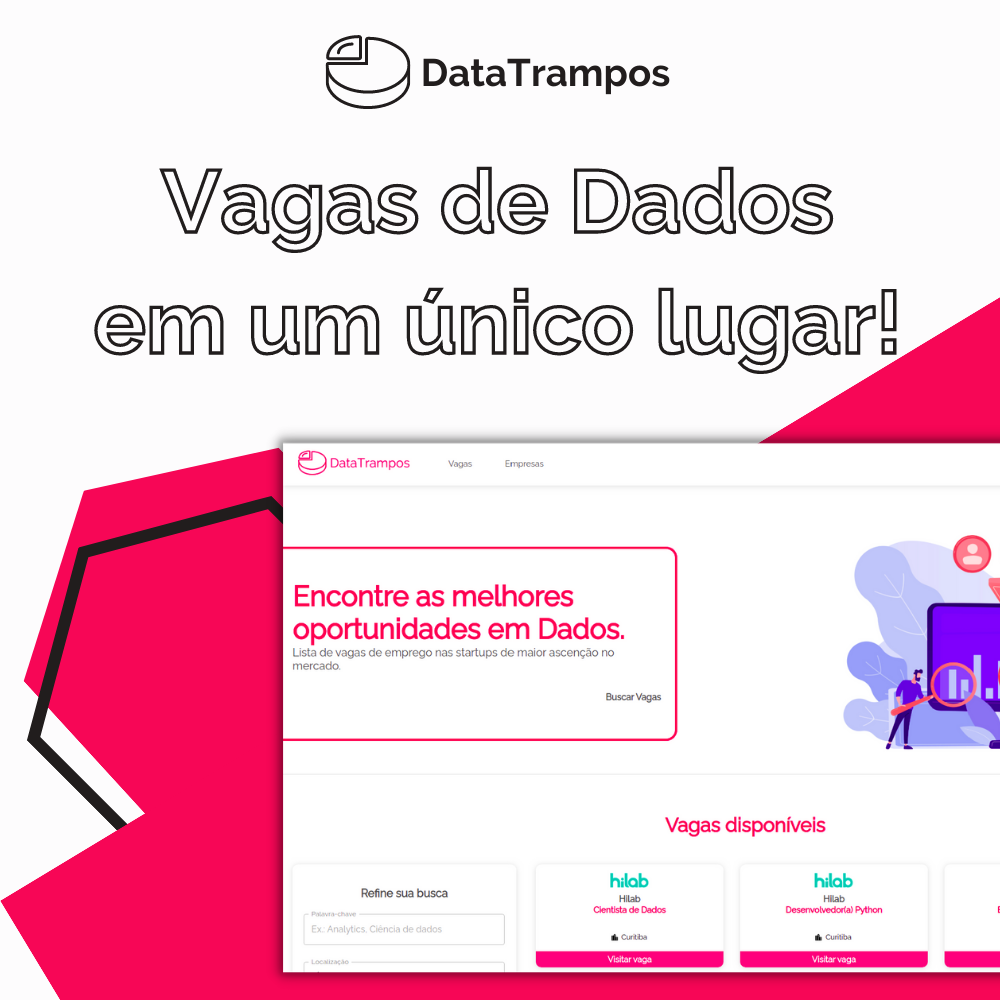 DataTrampos
Vagas de Dados
em um único lugar!
DataTrampos
Vagas
Empresas
Encontre as melhores
oportunidades em Dados.
Lista de vagas de emprego nas startups de maior ascenção no
mercado.
Buscar Vagas
Vagas disponíveis
Refine sua busca
Palavra-chave
Ex.: Analytics, Ciência de dados
Localização
hilab
Hilab
Cientista de Dados
Curitiba
Visitar vaga
hilab
Hilab
Desenvolvedor(a) Python
Curitiba
Visitar vaga